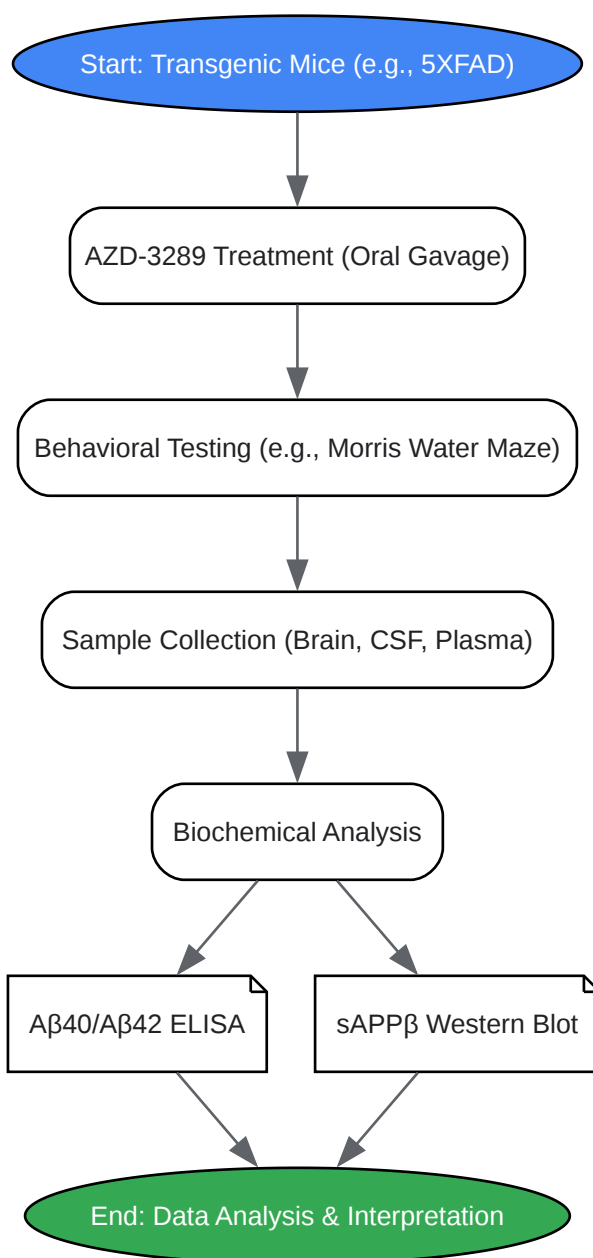 Start: Transgenic Mice (e.g., 5XFAD)
AZD-3289 Treatment (Oral Gavage)
Behavioral Testing (e.g., Morris Water Maze)
Sample Collection (Brain, CSF, Plasma)
Biochemical Analysis
Aβ40/Aβ42 ELISA
sAPPβ Western Blot
End: Data Analysis & Interpretation